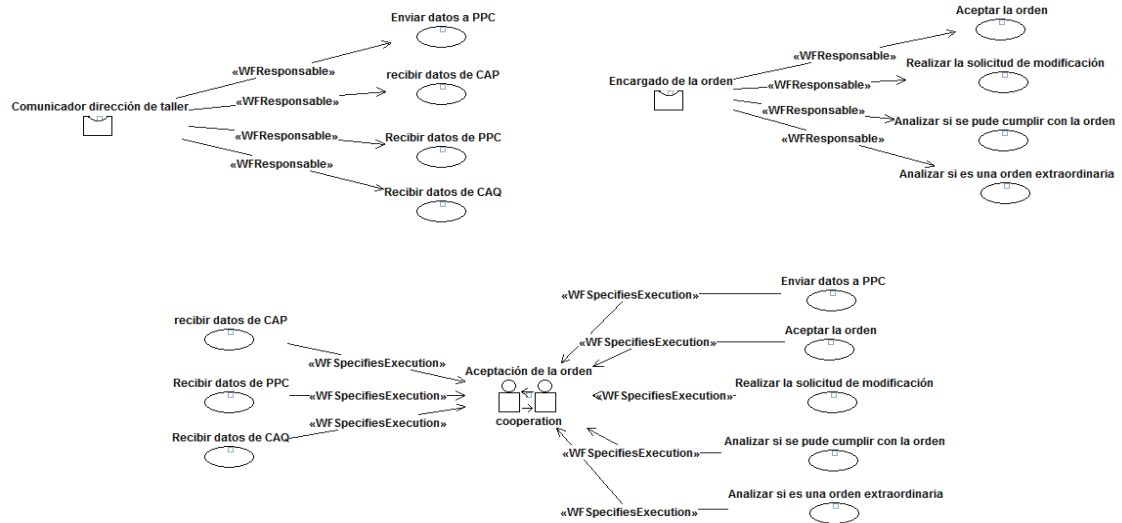 Enviar datos a PPC
«WFResponsable»
recibir datos de CAP
«WFResponsable»
Comunicador dirección de taller
«WFResponsable»
Recibir datos de PPC
«WFResponsable»
Recibir datos de CAQ
Aceptar la orden
«WFResponsable»
Realizar la solicitud de modificación
Encargado de la orden
«WFResponsable»
«WFResponsable»
Analizar si se pude cumplir con la orden
«WFResponsable»
Analizar si es una orden extraordinaria
Enviar datos a PPC
«WFSpecifiesExecution»
recibir datos de CAP
Aceptar la orden
«WFSpecifiesExecution»
«WFSpecifiesExecution»
Aceptación de la orden
Recibir datos de PPC
«WFSpecifiesExecution»
Realizar la solicitud de modificación
«WFSpecifiesExecution»
cooperation
«WFSpecifiesExecution»
Recibir datos de CAQ
Analizar si se pude cumplir con la orden
«WFSpecifiesExecution»
Analizar si es una orden extraordinaria
«WFSpecifiesExecution»